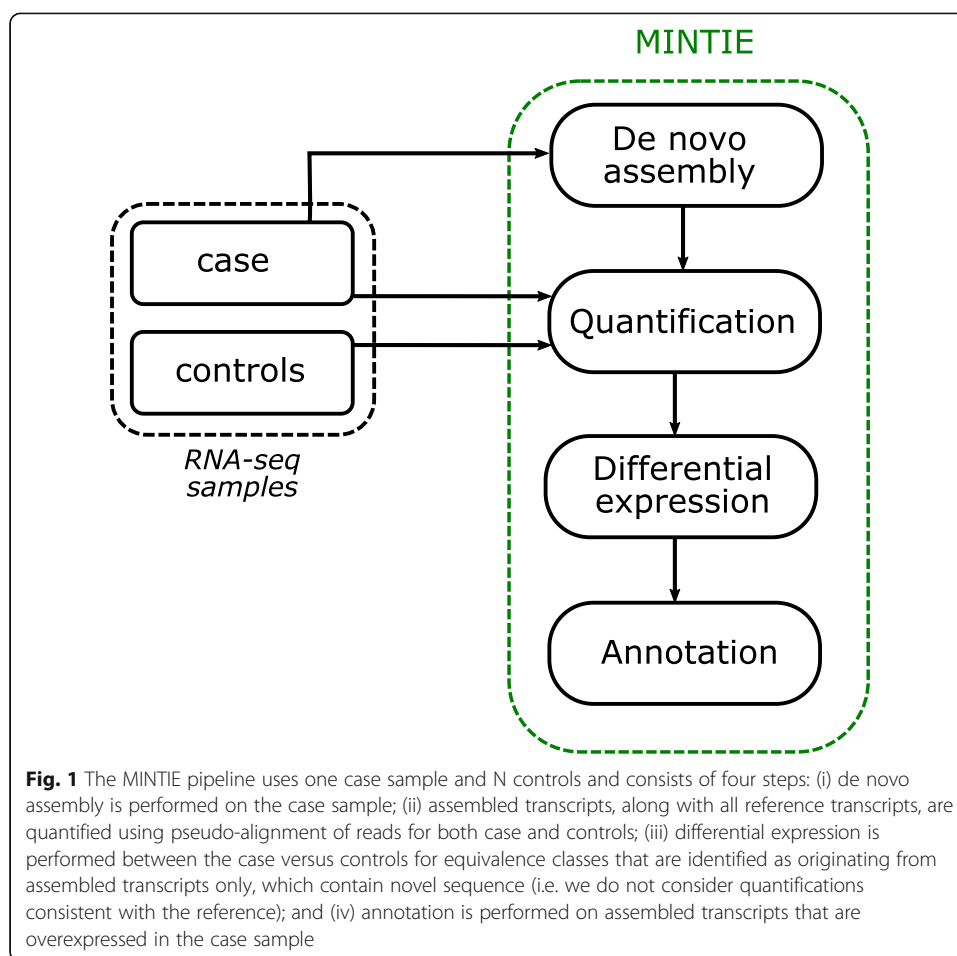 MINTIE
De novo
assembly
case
Quantification
controls
RNA-seq
samples
Differential
expression
Annotation
Fig. 1 The MINTIE pipeline uses one case sample and N controls and consists of four steps: (i) de novo
assembly is performed on the case sample; (ii) assembled transcripts, along with all reference transcripts, are
quantified using pseudo-alignment of reads for both case and controls; (iii) differential expression is
performed between the case versus controls for equivalence classes that are identified as originating from
assembled transcripts only, which contain novel sequence (i.e. we do not consider quantifications
consistent with the reference); and (iv) annotation is performed on assembled transcripts that are
overexpressed in the case sample